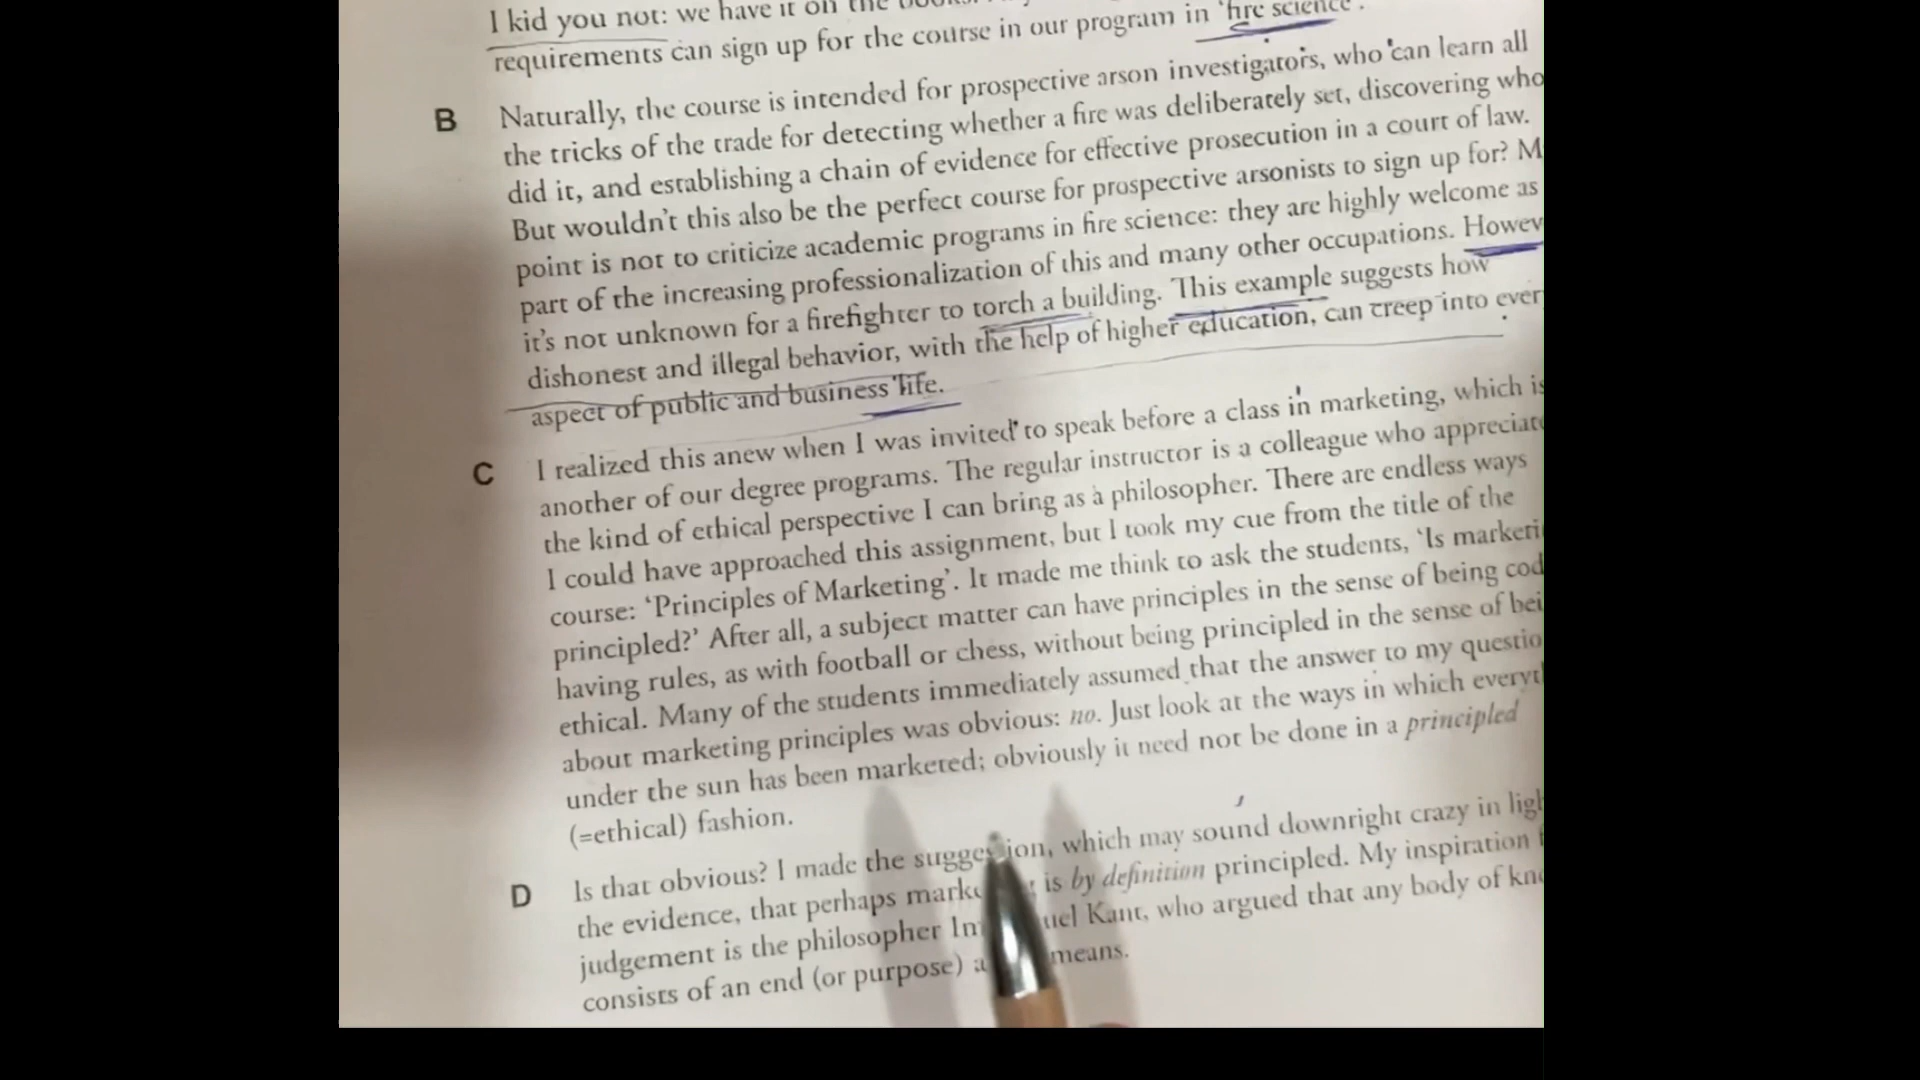 I kid you not: we have it on the
requirements can sign up for the course in our program in 'fire science'.
B Naturally, the course is intended for prospective arson investigators, who can learn all
the tricks of the trade for detecting whether a fire was deliberately set, discovering who
did it, and establishing a chain of evidence for effective prosecution in a court of law.
But wouldn't this also be the perfect course for prospective arsonists to sign up for? M
point is not to criticize academic programs in fire science: they are highly welcome as
part of the increasing professionalization of this and many other occupations. Howev
it's not unknown for a firefighter to torch a building. This example suggests how
dishonest and illegal behavior, with the help of higher education, can creep into ever
aspect of public and business life.
C I realized this anew when I was invited to speak before a class in marketing, which is
another of our degree programs. The regular instructor is a colleague who appreciate
the kind of ethical perspective I can bring as a philosopher. There are endless ways
I could have approached this assignment, but I took my cue from the title of the
course: 'Principles of Marketing'. It made me think to ask the students, 'Is marketi
principled?' After all, a subject matter can have principles in the sense of being cod
having rules, as with football or chess, without being principled in the sense of bei
ethical. Many of the students immediately assumed that the answer to my questio
about marketing principles was obvious: no. Just look at the ways in which everyt
under the sun has been marketed; obviously it need not be done in a principled
(=ethical) fashion.
D Is that obvious? I made the suggestion, which may sound downright crazy in ligh
the evidence, that perhaps mark is by definition principled. My inspiration f
judgement is the philosopher Im uel Kant, who argued that any body of kno
consists of an end (or purpose) a means.